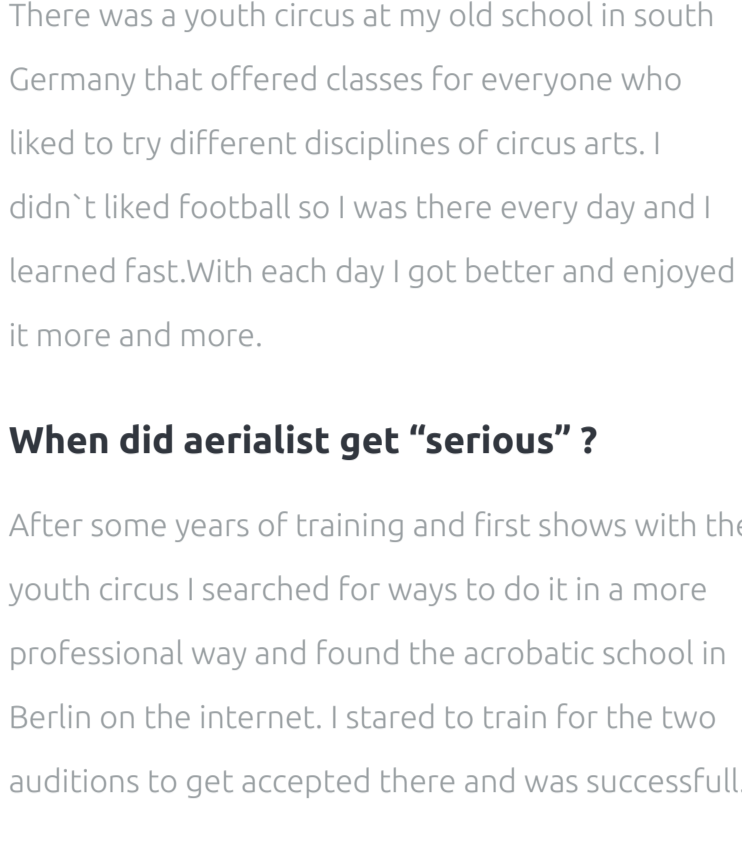 There was a youth circus at my old school in south
Germany that offered classes for everyone who
liked to try different disciplines of circus arts. I
didn`t liked football so I was there every day and I
learned fast.With each day I got better and enjoyed
it more and more.
When did aerialist get “serious” ?
After some years of training and first shows with the
youth circus I searched for ways to do it in a more
professional way and found the acrobatic school in
Berlin on the internet. I stared to train for the two
auditions to get accepted there and was successfull.